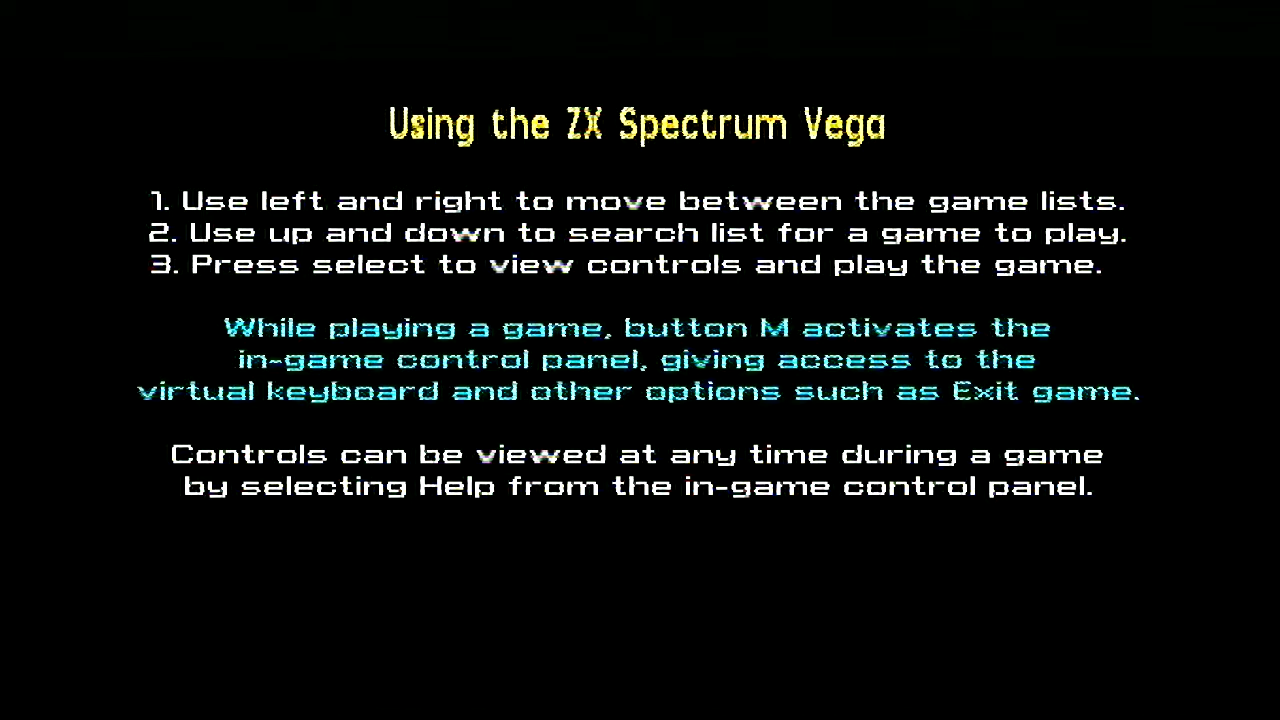 Using the ZX Spectrum Vega
1. Use left and right to move between the game lists.
2. Use up and down to search list for a game to play.
3. Press select to view controls and play the game.
While playing a game, button M activates the
in-game control panel, giving access to the
virtual keyboard and other options such as Exit game.
Controls can be viewed at any time during a game
by selecting Help from the in-game control panel.